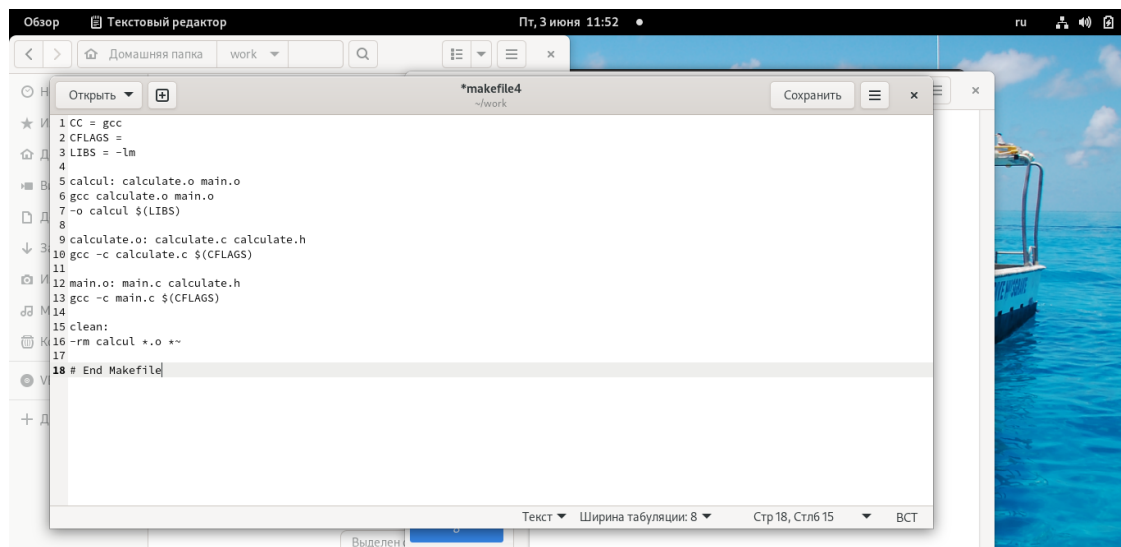 Обзор Текстовый редактор Пт, 3 июня 11:52 ru
Домашняя папка work
Открыть *makefile4 Сохранить
~/work
1 CC = gcc
2 CFLAGS =
3 LIBS = -lm
4
5 calcul: calculate.o main.o
6 gcc calculate.o main.o
7 -o calcul $(LIBS)
8
9 calculate.o: calculate.c calculate.h
10 gcc -c calculate.c $(CFLAGS)
11
12 main.o: main.c calculate.h
13 gcc -c main.c $(CFLAGS)
14
15 clean:
16 -rm calcul *.o *~
17
18 # End Makefile
Текст Ширина табуляции: 8 Стр 18, Стлб 15 ВСТ